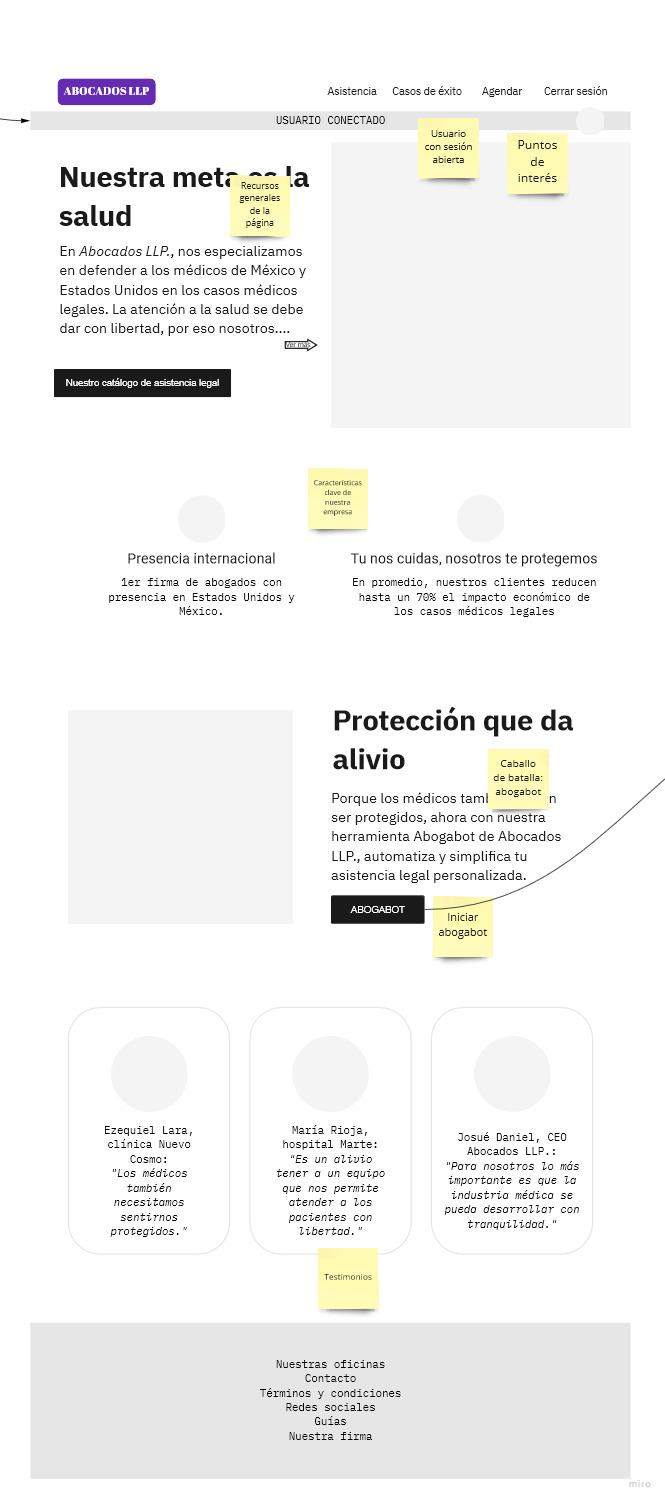 ABOCADOS LLP
Asistencia
Casos de éxito
Agendar
Cerrar sesión
USUARIO CONECTADO
Usuario
con sesión
abierta
Puntos
de
interés
Nuestra meta es la
salud
Recursos
generales
de la
página
En Abocados LLP., nos especializamos
en defender a los médicos de México y
Estados Unidos en los casos médicos
legales. La atención a la salud se debe
dar con libertad, por eso nosotros....
Ver más
Nuestro catálogo de asistencia legal
Características
clave de
nuestra
empresa
Presencia internacional
1er firma de abogados con
presencia en Estados Unidos y
México.
Tu nos cuidas, nosotros te protegemos
En promedio, nuestros clientes reducen
hasta un 70% el impacto económico de
los casos médicos legales
Protección que da
alivio
Caballo
de batalla:
abogabot
Porque los médicos tamb n
ser protegidos, ahora con nuestra
herramienta Abogabot de Abocados
LLP., automatiza y simplifica tu
asistencia legal personalizada.
ABOGABOT
Iniciar
abogabot
Ezequiel Lara,
clínica Nuevo
Cosmo:
"Los médicos
también
necesitamos
sentirnos
protegidos."
María Rioja,
hospital Marte:
"Es un alivio
tener a un equipo
que nos permite
atender a los
pacientes con
libertad."
Josué Daniel, CEO
Abocados LLP.:
"Para nosotros lo más
importante es que la
industria médica se
pueda desarrollar con
tranquilidad."
Testimonios
Nuestras oficinas
Contacto
Términos y condiciones
Redes sociales
Guías
Nuestra firma
miro